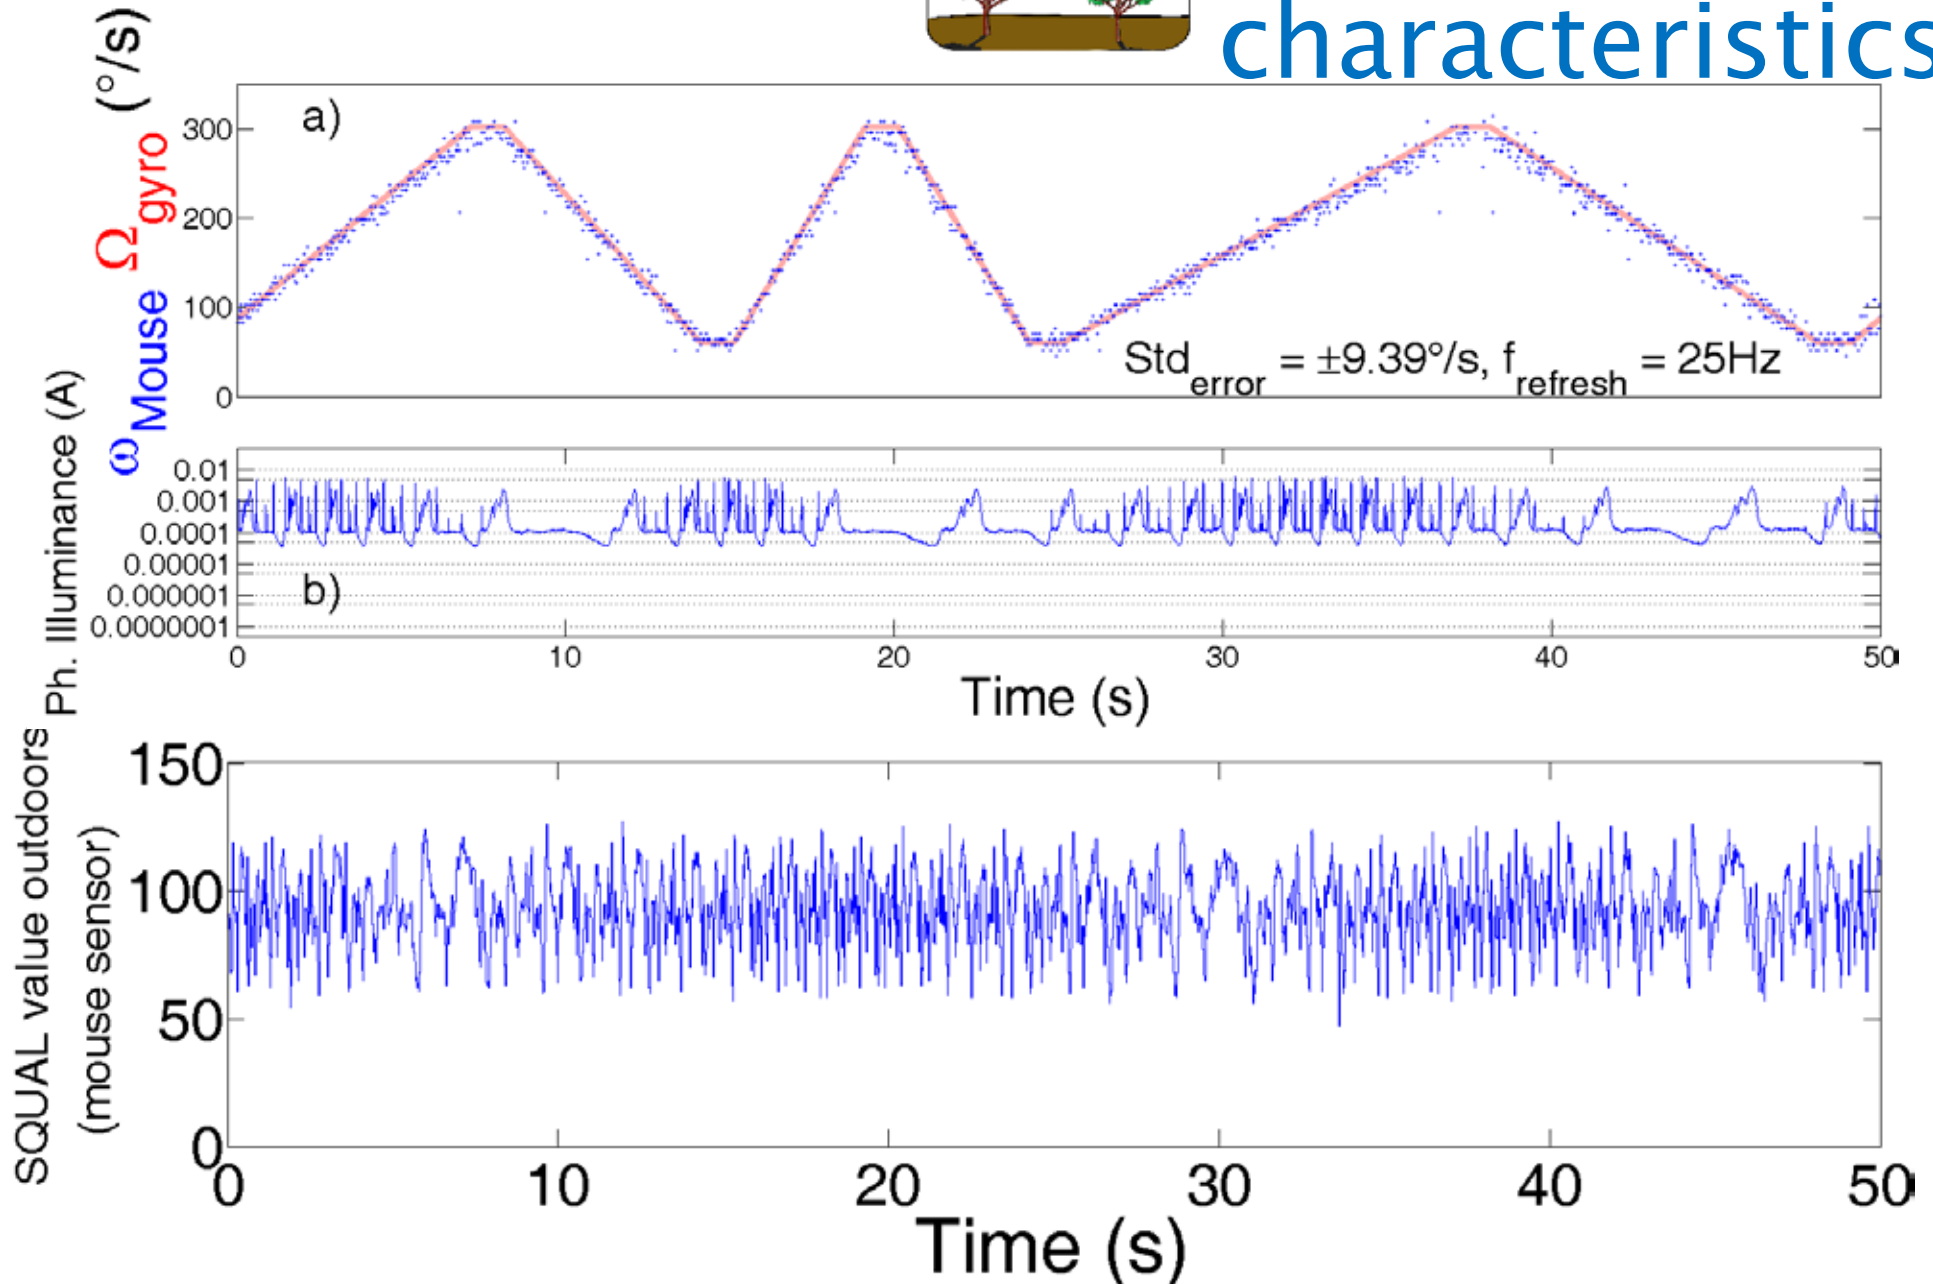 characteristics
ωMouse Ωgyro (°/s)
a)
300
200
100
0
Std error = ±9.39°/s, f refresh = 25Hz
Ph. Illuminance (A)
0.01
0.001
0.0001
0.00001
0.000001
0.0000001
b)
0 10 20 30 40 50
Time (s)
SQUAL value outdoors
(mouse sensor)
150
100
50
0
0 10 20 30 40 50
Time (s)